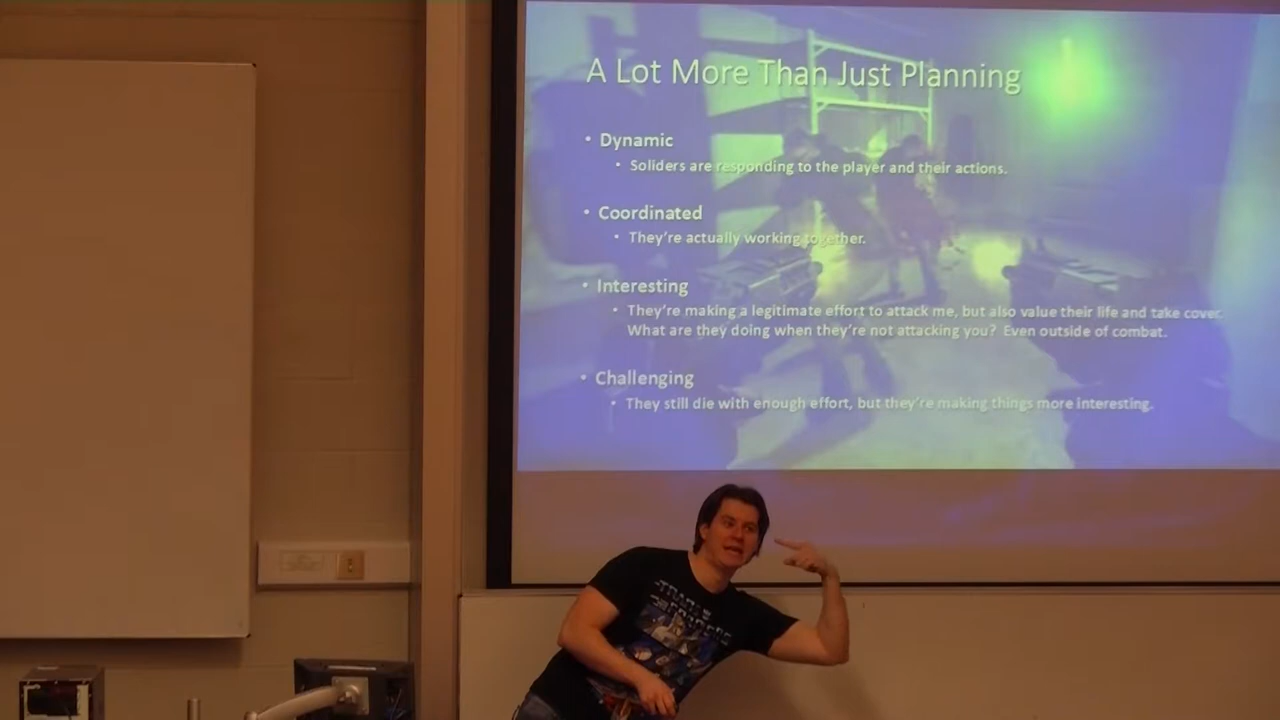 A Lot More Than Just Planning
• Dynamic
• Soliders are responding to the player and their actions.
• Coordinated
• They're actually working together.
• Interesting
• They're making a legitimate effort to attack me, but also value their life and take cover.
What are they doing when they're not attacking you? Even outside of combat.
• Challenging
• They still die with enough effort, but they're making things more interesting.